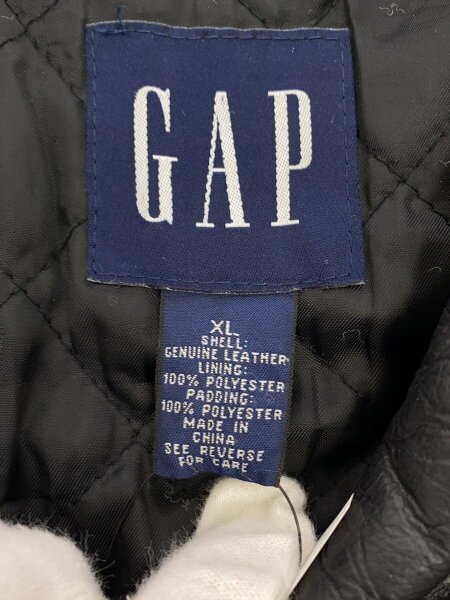 GAP
XL
SHELL:
GENUINE LEATHER
LINING:
100% POLYESTER
PADDING:
100% POLYESTER
MADE IN
CHINA
SEE REVERSE
FOR CARE